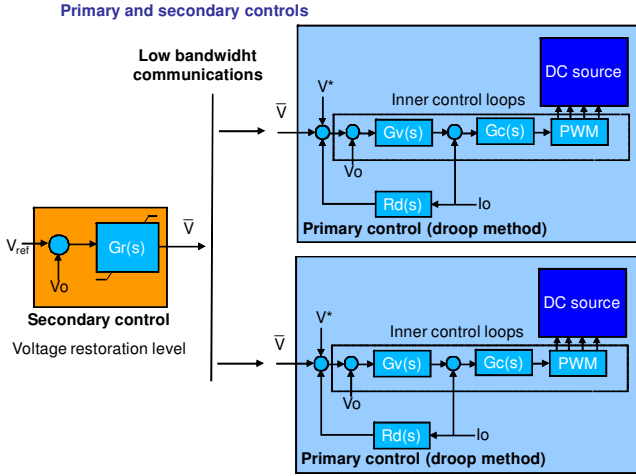 Primary and secondary controls
Low bandwidht
communications
DC source
V*
Inner control loops
V̅
Gv(s)
Gc(s)
PWM
Vo
Rd(s)
Io
Primary control (droop method)
V̅
Vref
Gr(s)
Vo
Secondary control
Voltage restoration level
DC source
V*
Inner control loops
V̅
Gv(s)
Gc(s)
PWM
Vo
Rd(s)
Io
Primary control (droop method)